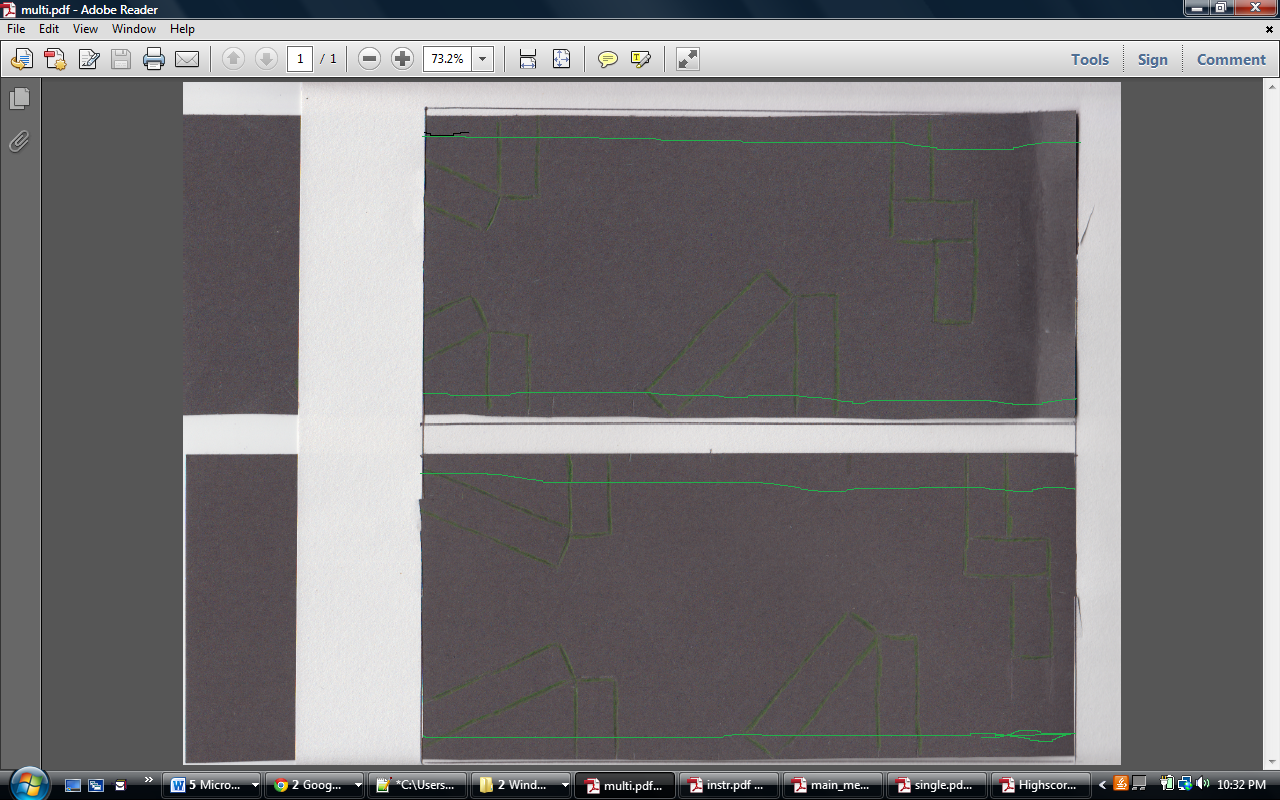 multi.pdf - Adobe Reader
File Edit View Window Help
1 / 1 73.2% Tools Sign Comment
5 Micro... 2 Goog... *C:\Users... 2 Wind... multi.pdf... instr.pdf ... main_me... single.pd... Highscor... 10:32 PM